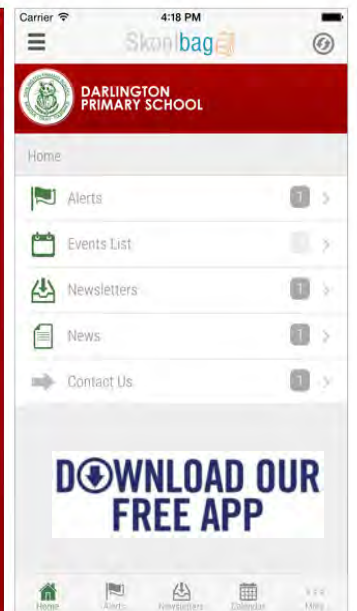 Carrier 4:18 PM
Skoolbag
DARLINGTON
PRIMARY SCHOOL
Home
Alerts 1
Events List
Newsletters 1
News 1
Contact Us 1
DOWNLOAD OUR
FREE APP
Home Alerts Newsletters Calendar More